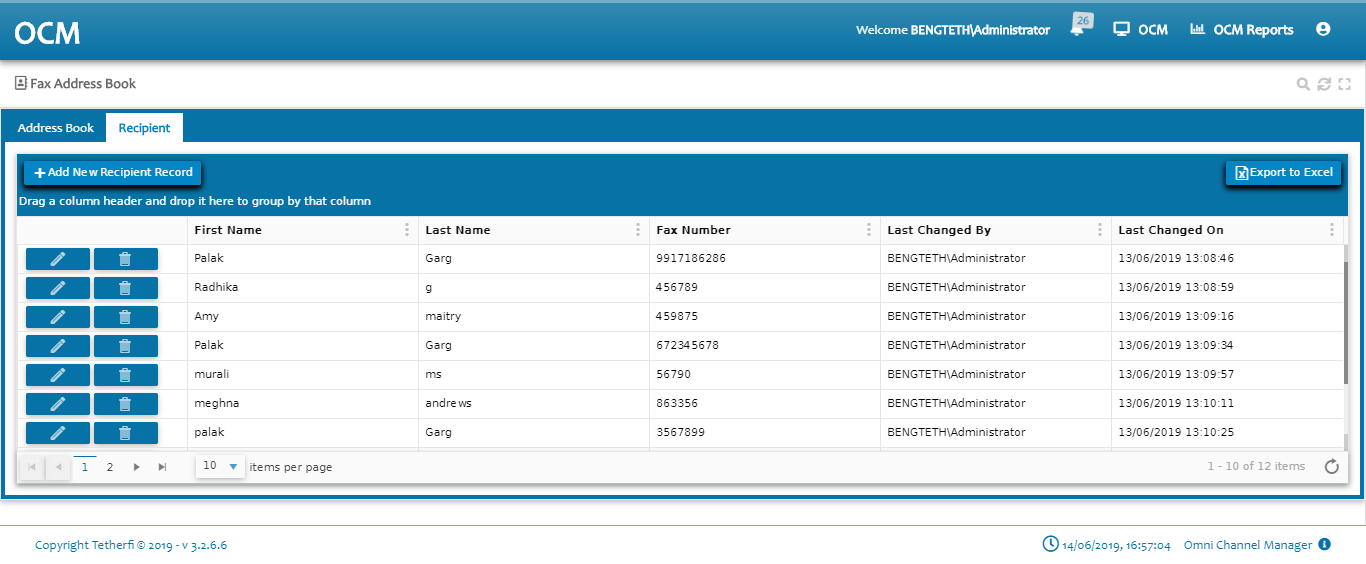 OCM
Welcome BENGTETH\Administrator 26 OCM OCM Reports
Fax Address Book
Address Book Recipient
Add New Recipient Record Export to Excel
Drag a column header and drop it here to group by that column
First Name Last Name Fax Number Last Changed By Last Changed On
Palak Garg 9917186286 BENGTETH\Administrator 13/06/2019 13:08:46
Radhika g 456789 BENGTETH\Administrator 13/06/2019 13:08:59
Amy maitry 459875 BENGTETH\Administrator 13/06/2019 13:09:16
Palak Garg 672345678 BENGTETH\Administrator 13/06/2019 13:09:34
murali ms 56790 BENGTETH\Administrator 13/06/2019 13:09:57
meghna andrews 863356 BENGTETH\Administrator 13/06/2019 13:10:11
palak Garg 3567899 BENGTETH\Administrator 13/06/2019 13:10:25
1 2 10 items per page 1 - 10 of 12 items
Copyright Tetherfi © 2019 - v 3.2.6.6 14/06/2019, 16:57:04 Omni Channel Manager